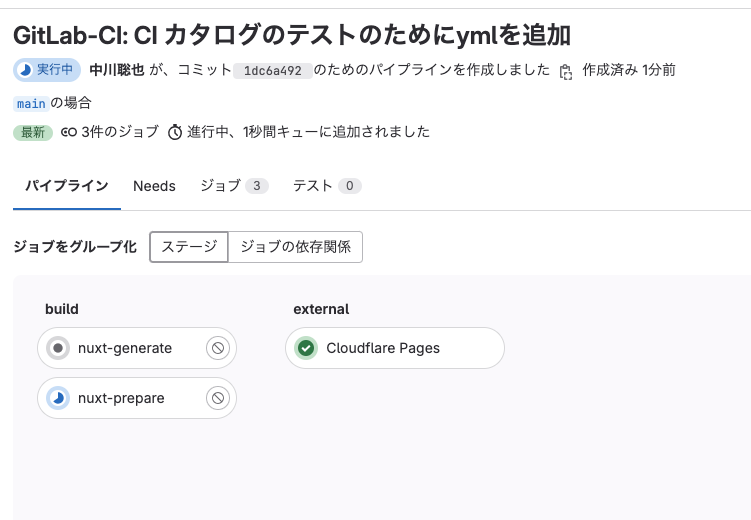 GitLab-CI: CI カタログのテストのためにymlを追加
実行中 中川聡也 が、コミット 1dc6a492 のためのパイプラインを作成しました 作成済み 1分前
main の場合
最新 3件のジョブ 進行中、1秒間キューに追加されました
パイプライン Needs ジョブ 3 テスト 0
ジョブをグループ化 ステージ ジョブの依存関係
build external
nuxt-generate Cloudflare Pages
nuxt-prepare